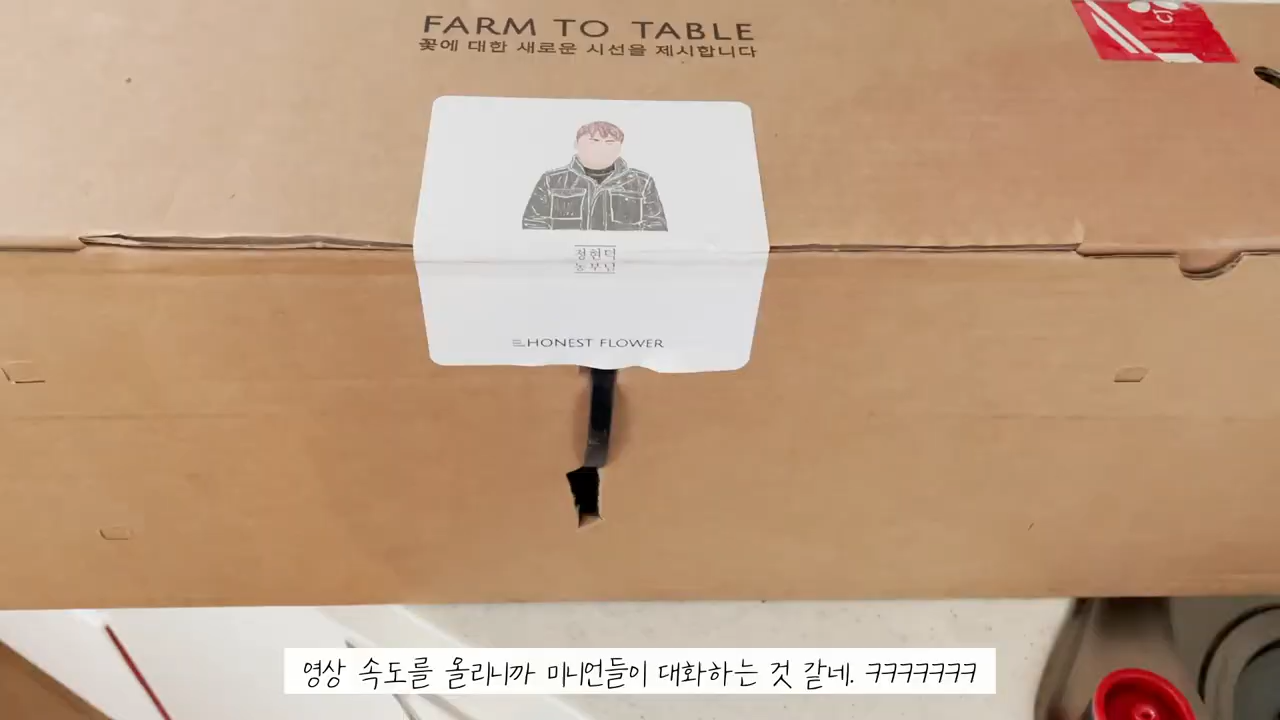 FARM TO TABLE
꽃에 대한 새로운 시선을 제시합니다
정현덕
농부님
HONEST FLOWER
영상 속도를 올리니까 미니언들이 대화하는 것 같네. ㅋㅋㅋㅋㅋㅋㅋ